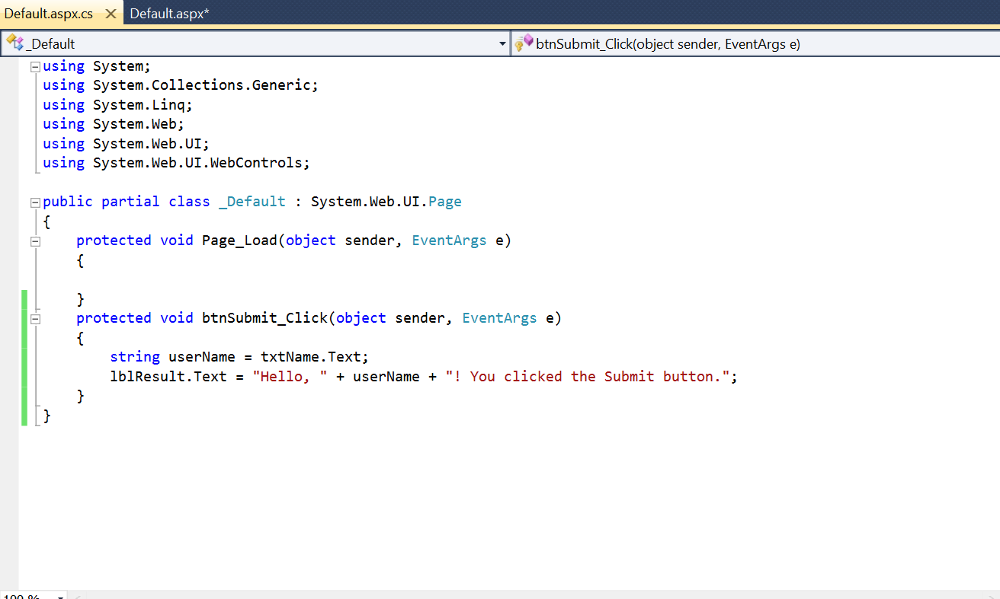 Default.aspx.cs Default.aspx*
_Default btnSubmit_Click(object sender, EventArgs e)
using System;
using System.Collections.Generic;
using System.Linq;
using System.Web;
using System.Web.UI;
using System.Web.UI.WebControls;
public partial class _Default : System.Web.UI.Page
{
protected void Page_Load(object sender, EventArgs e)
{
}
protected void btnSubmit_Click(object sender, EventArgs e)
{
string userName = txtName.Text;
lblResult.Text = "Hello, " + userName + "! You clicked the Submit button.";
}
}
100 %